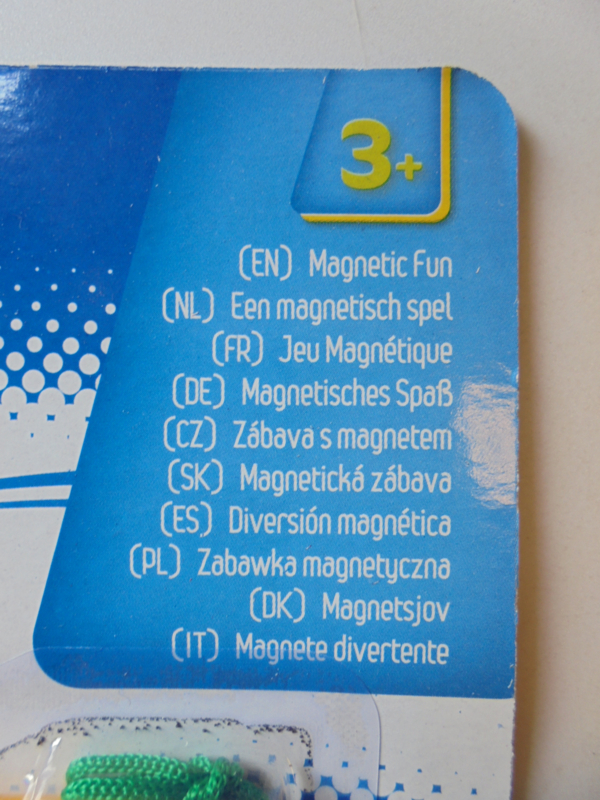 3+
(EN) Magnetic Fun
(NL) Een magnetisch spel
(FR) Jeu Magnétique
(DE) Magnetisches Spaß
(CZ) Zábava s magnetem
(SK) Magnetická zábava
(ES) Diversión magnética
(PL) Zabawka magnetyczna
(DK) Magnetsjov
(IT) Magnete divertente